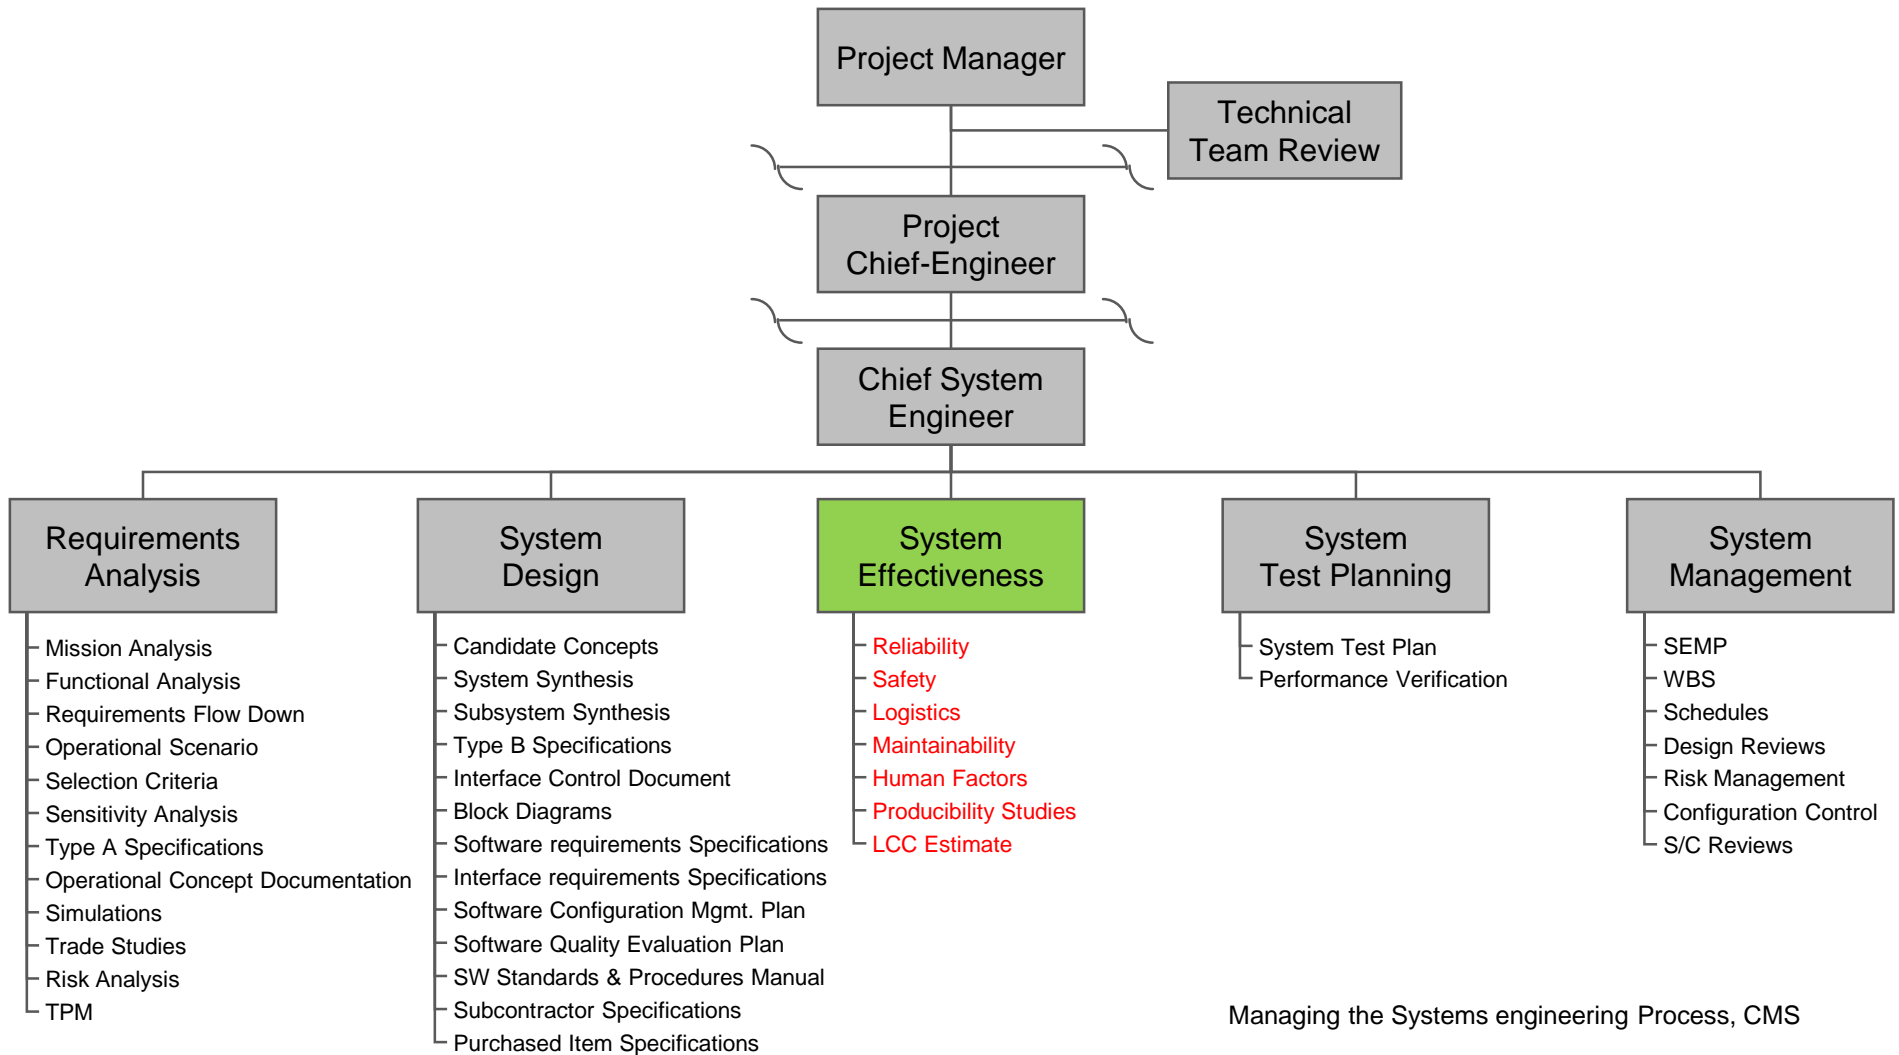 Project Manager
Technical
Team Review
Project
Chief-Engineer
Chief System
Engineer
Requirements
Analysis
Mission Analysis
Functional Analysis
Requirements Flow Down
Operational Scenario
Selection Criteria
Sensitivity Analysis
Type A Specifications
Operational Concept Documentation
Simulations
Trade Studies
Risk Analysis
TPM
System
Design
Candidate Concepts
System Synthesis
Subsystem Synthesis
Type B Specifications
Interface Control Document
Block Diagrams
Software requirements Specifications
Interface requirements Specifications
Software Configuration Mgmt. Plan
Software Quality Evaluation Plan
SW Standards & Procedures Manual
Subcontractor Specifications
Purchased Item Specifications
System
Effectiveness
Reliability
Safety
Logistics
Maintainability
Human Factors
Producibility Studies
LCC Estimate
System
Test Planning
System Test Plan
Performance Verification
System
Management
SEMP
WBS
Schedules
Design Reviews
Risk Management
Configuration Control
S/C Reviews
Managing the Systems engineering Process, CMS